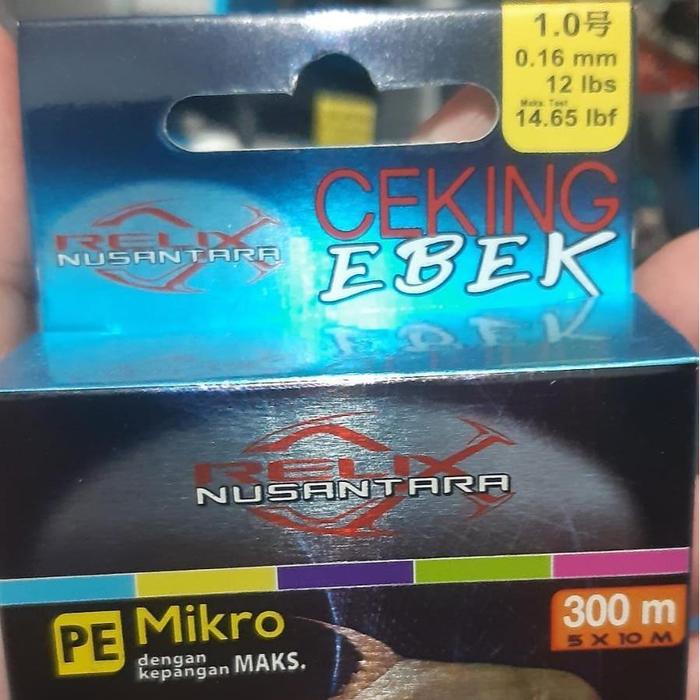 1.0号
0.16 mm
12 lbs
Maks. Test
14.65 lbf
CEKING
EBEK
RELIX
NUSANTARA
RELIX
NUSANTARA
PE Mikro
dengan
kepangan MAKS.
300 m
5 X 10 M